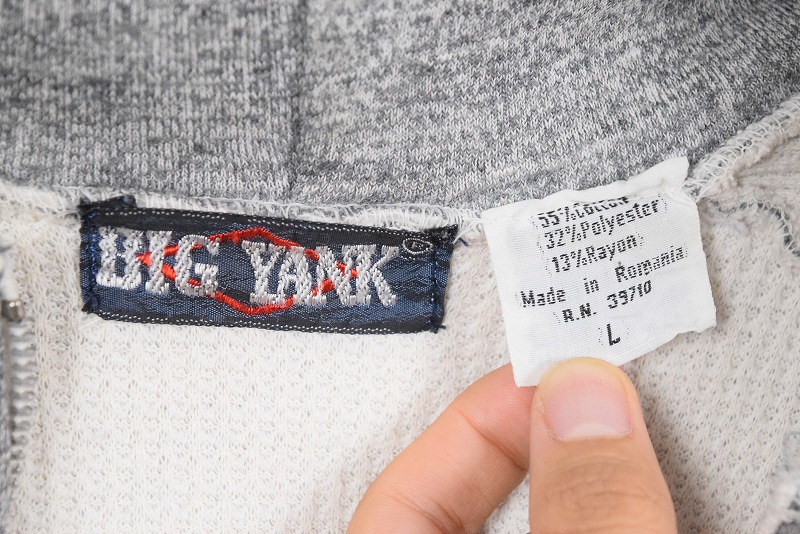 BIG YANK ®
55%Cotton
32%Polyester
13%Rayon
Made in Romania
R.N. 39710
L